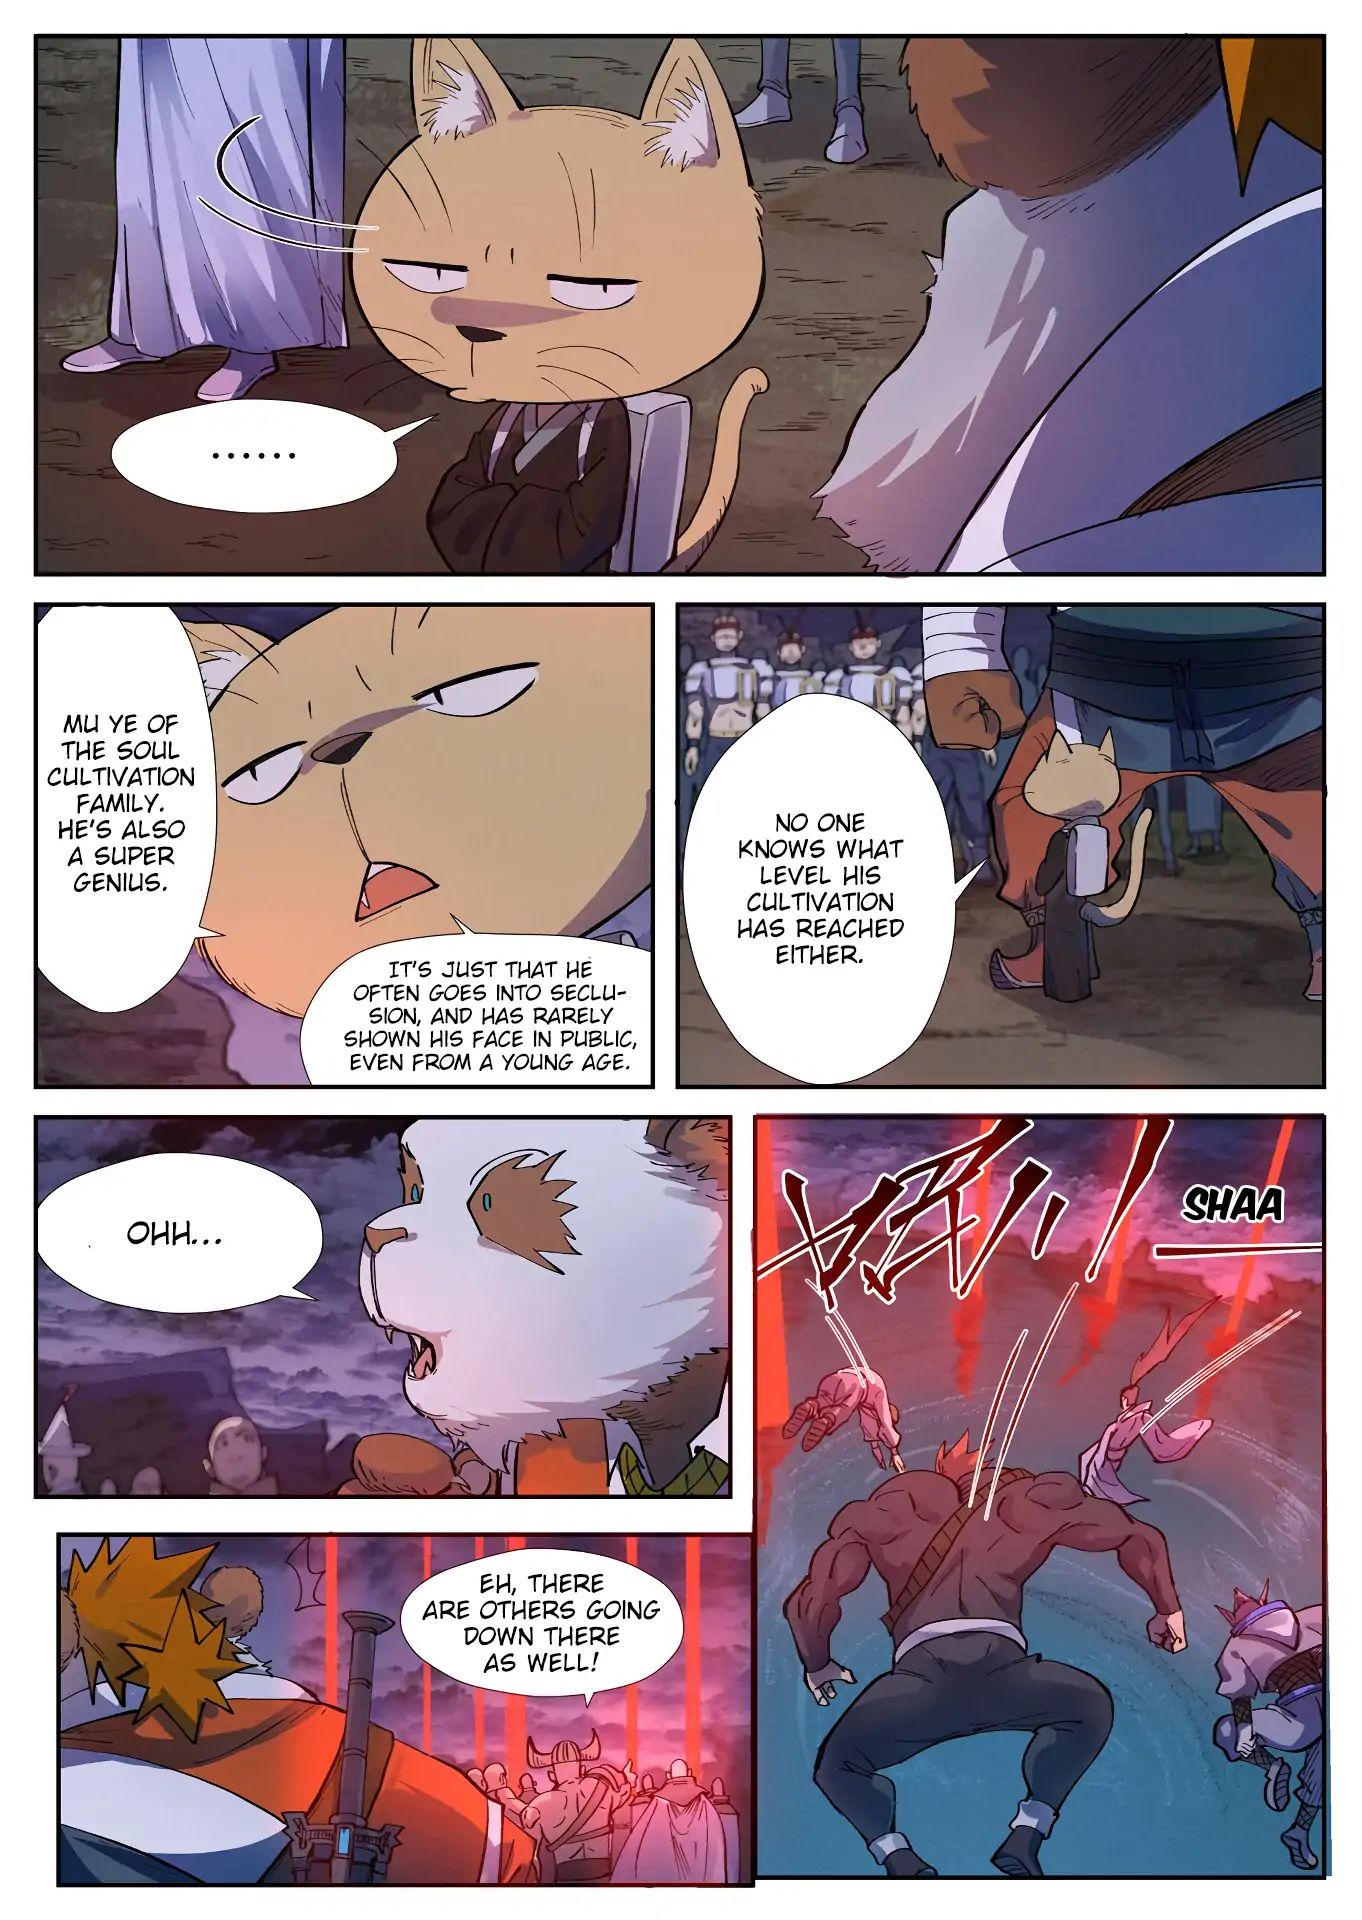 ......
MU YE OF
THE SOUL
CULTIVATION
FAMILY.
HE'S ALSO
A SUPER
GENIUS.
IT'S JUST THAT HE
OFTEN GOES INTO SECLU-
SION, AND HAS RARELY
SHOWN HIS FACE IN PUBLIC,
EVEN FROM A YOUNG AGE.
NO ONE
KNOWS WHAT
LEVEL HIS
CULTIVATION
HAS REACHED
EITHER.
OHH...
SHAA
EH, THERE
ARE OTHERS GOING
DOWN THERE
AS WELL!